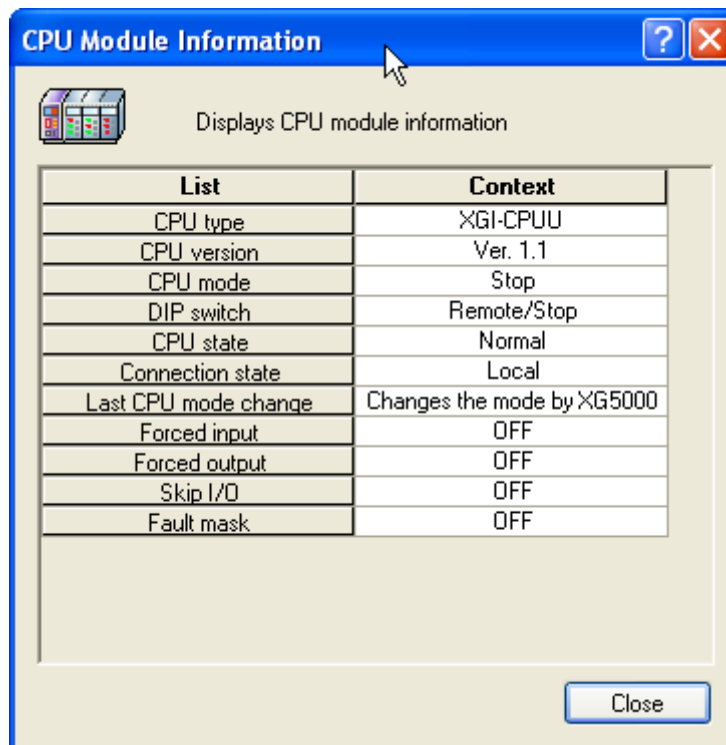 CPU Module Information
Displays CPU module information
List Context
CPU type XGI-CPUU
CPU version Ver. 1.1
CPU mode Stop
DIP switch Remote/Stop
CPU state Normal
Connection state Local
Last CPU mode change Changes the mode by XG5000
Forced input OFF
Forced output OFF
Skip I/O OFF
Fault mask OFF
Close